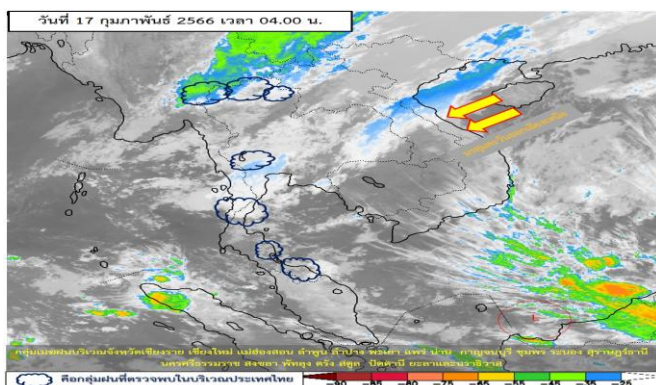 วันที่ 17 กุมภาพันธ์ 2566 เวลา 04.00 น.
L
กลุ่มเมฆฝนบริเวณจังหวัดเชียงราย เชียงใหม่ แม่ฮ่องสอน ลำพูน ลำปาง พะเยา แพร่ น่าน กาญจนบุรี ชุมพร ระนอง สุราษฎร์ธานี
นครศรีธรรมราช สงขลา พัทลุง ตรัง สตูล ปัตตานี ยะลาและนราธิวาส
คือกลุ่มฝนที่ตรวจพบในบริเวณประเทศไทย
-90 -85 -75 -65 -55 -45 -30 -25